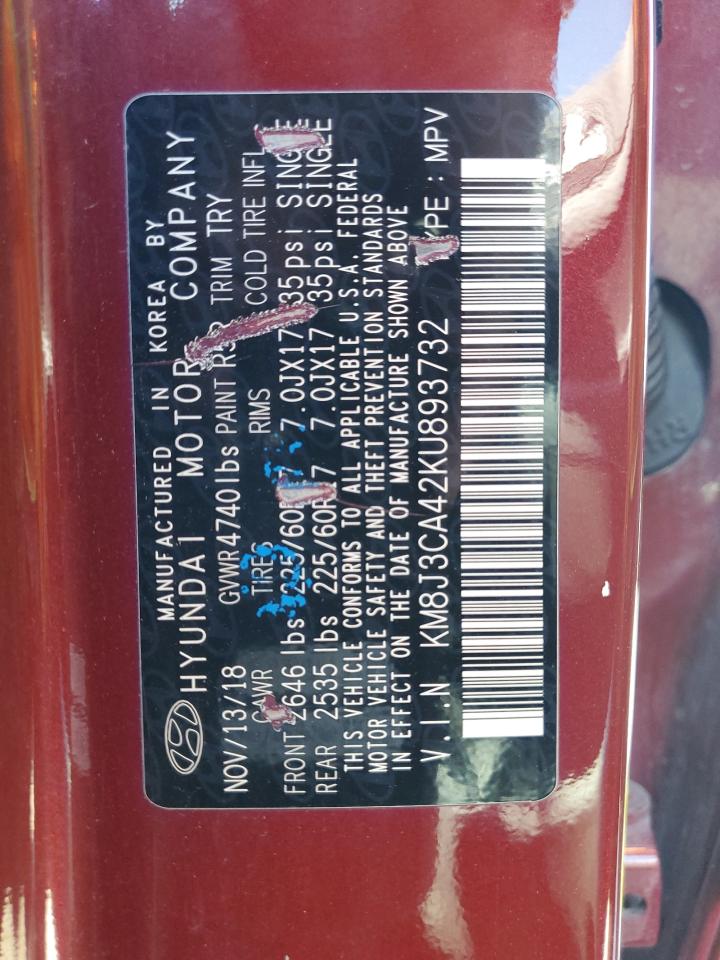 MANUFACTURED IN KOREA BY
HYUNDAI MOTOR COMPANY
NOV/13/18 GVWR 4740 lbs PAINT TRIM TRY
GAWR TIRES RIMS COLD TIRE INFL
FRONT 2646 lbs 225/60R17 7.0JX17 35psi SINGLE
REAR 2535 lbs 225/60R17 7.0JX17 35psi SINGLE
THIS VEHICLE CONFORMS TO ALL APPLICABLE U.S.A. FEDERAL
MOTOR VEHICLE SAFETY AND THEFT PREVENTION STANDARDS
IN EFFECT ON THE DATE OF MANUFACTURE SHOWN ABOVE
V.I.N KM8J3CA42KU893732 TYPE : MPV